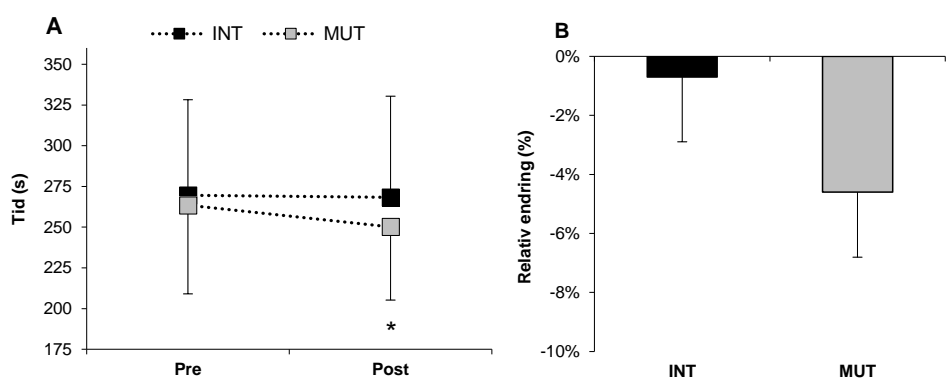 A
INT MUT
Tid (s)
350
325
300
275
250
225
200
175
*
Pre Post
B
Relativ endring (%)
0%
-2%
-4%
-6%
-8%
-10%
INT MUT